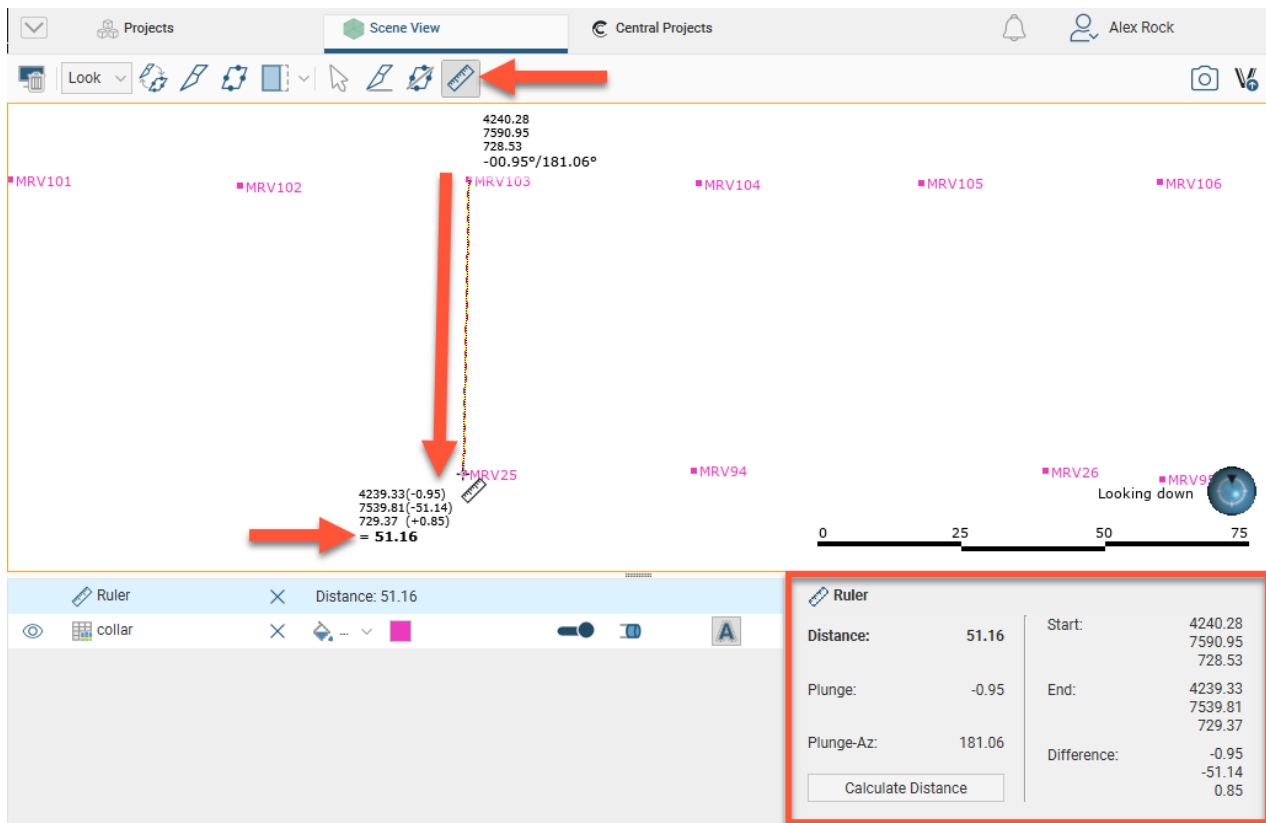 Projects
Scene View
Central Projects
Alex Rock
Look
4240.28
7590.95
728.53
-00.95°/181.06°
MRV101
MRV102
MRV103
MRV104
MRV105
MRV106
MRV25
MRV94
MRV26
4239.33(-0.95)
7539.81(-51.14)
729.37 (+0.85)
= 51.16
Looking down
0 25 50 75
Ruler
Distance: 51.16
collar
A
Ruler
Distance: 51.16
Plunge: -0.95
Plunge-Az: 181.06
Calculate Distance
Start: 4240.28
7590.95
728.53
End: 4239.33
7539.81
729.37
Difference: -0.95
-51.14
0.85